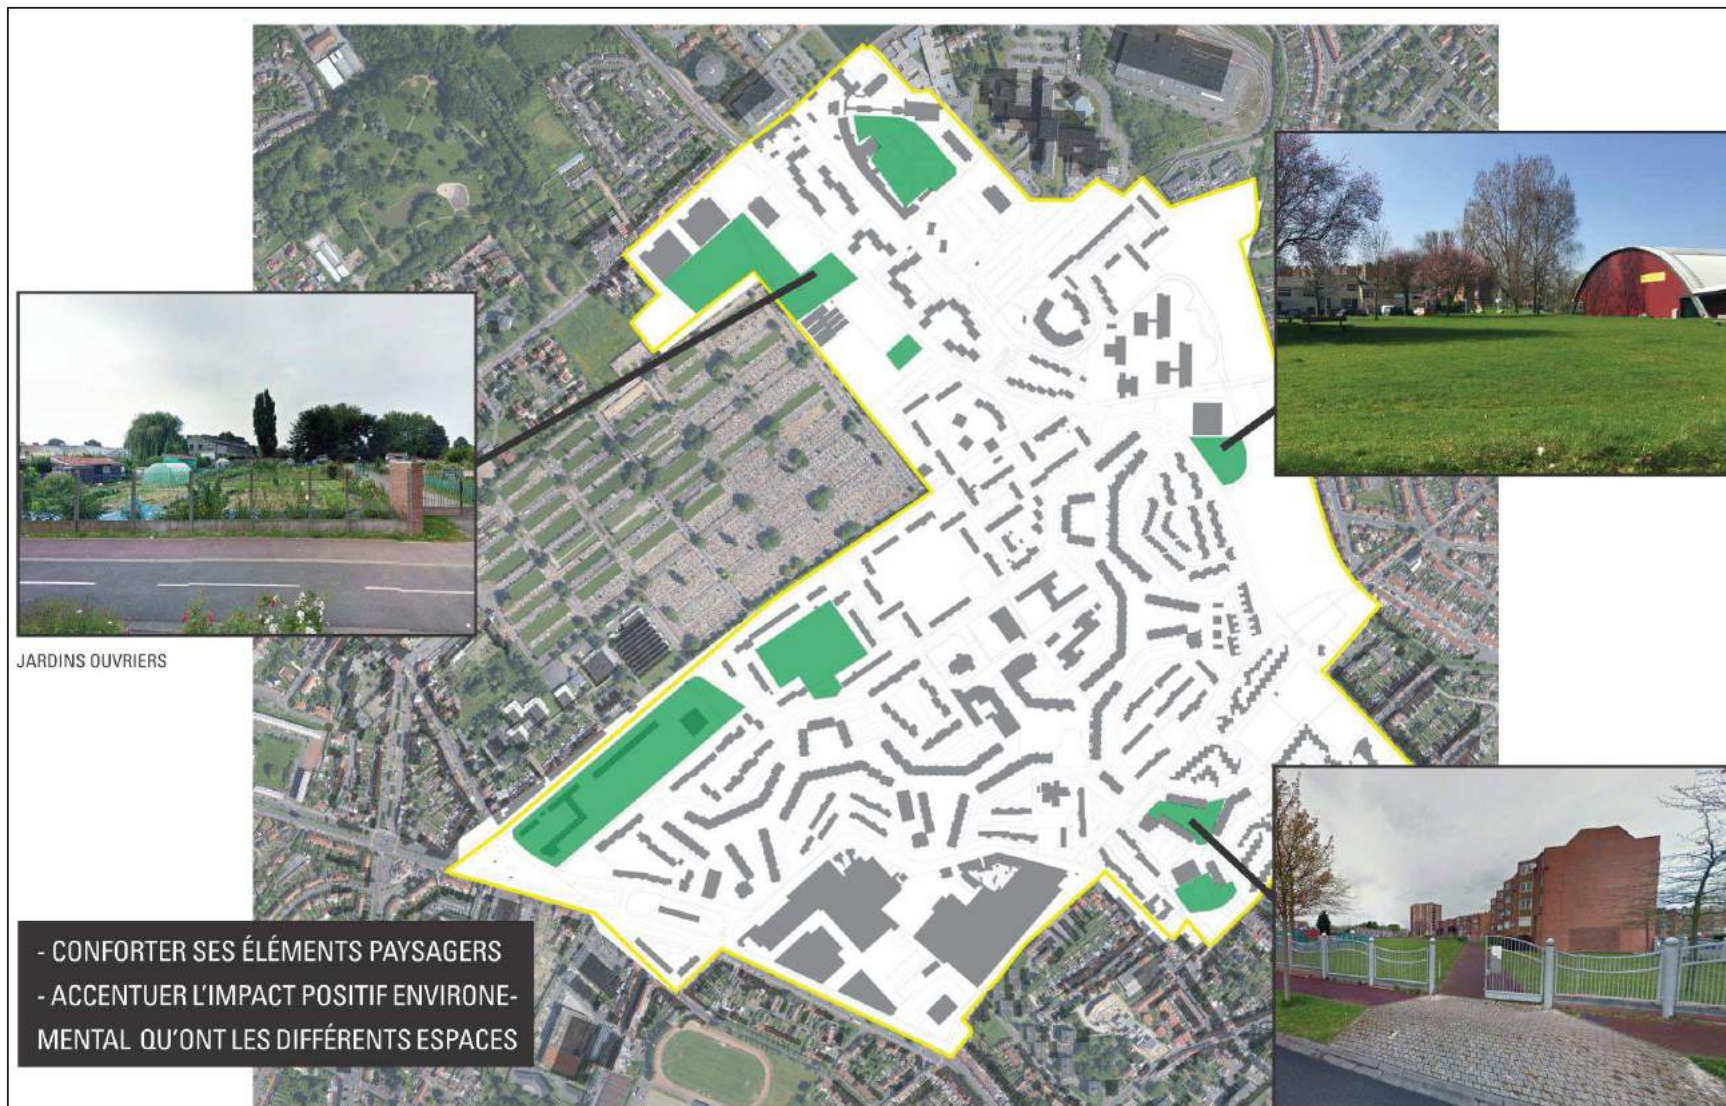 JARDINS OUVRIERS
- CONFORTER SES ÉLÉMENTS PAYSAGERS
- ACCENTUER L'IMPACT POSITIF ENVIRONE-
MENTAL QU'ONT LES DIFFÉRENTS ESPACES